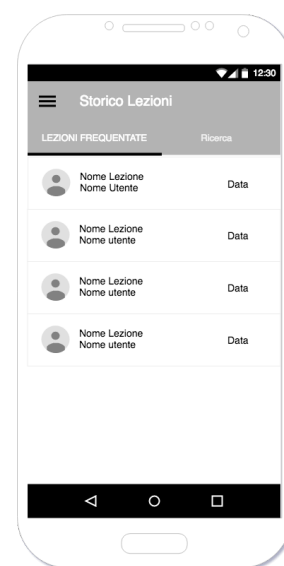 12:30
Storico Lezioni
LEZIONI FREQUENTATE Ricerca
Nome Lezione
Nome Utente
Data
Nome Lezione
Nome utente
Data
Nome Lezione
Nome utente
Data
Nome Lezione
Nome utente
Data